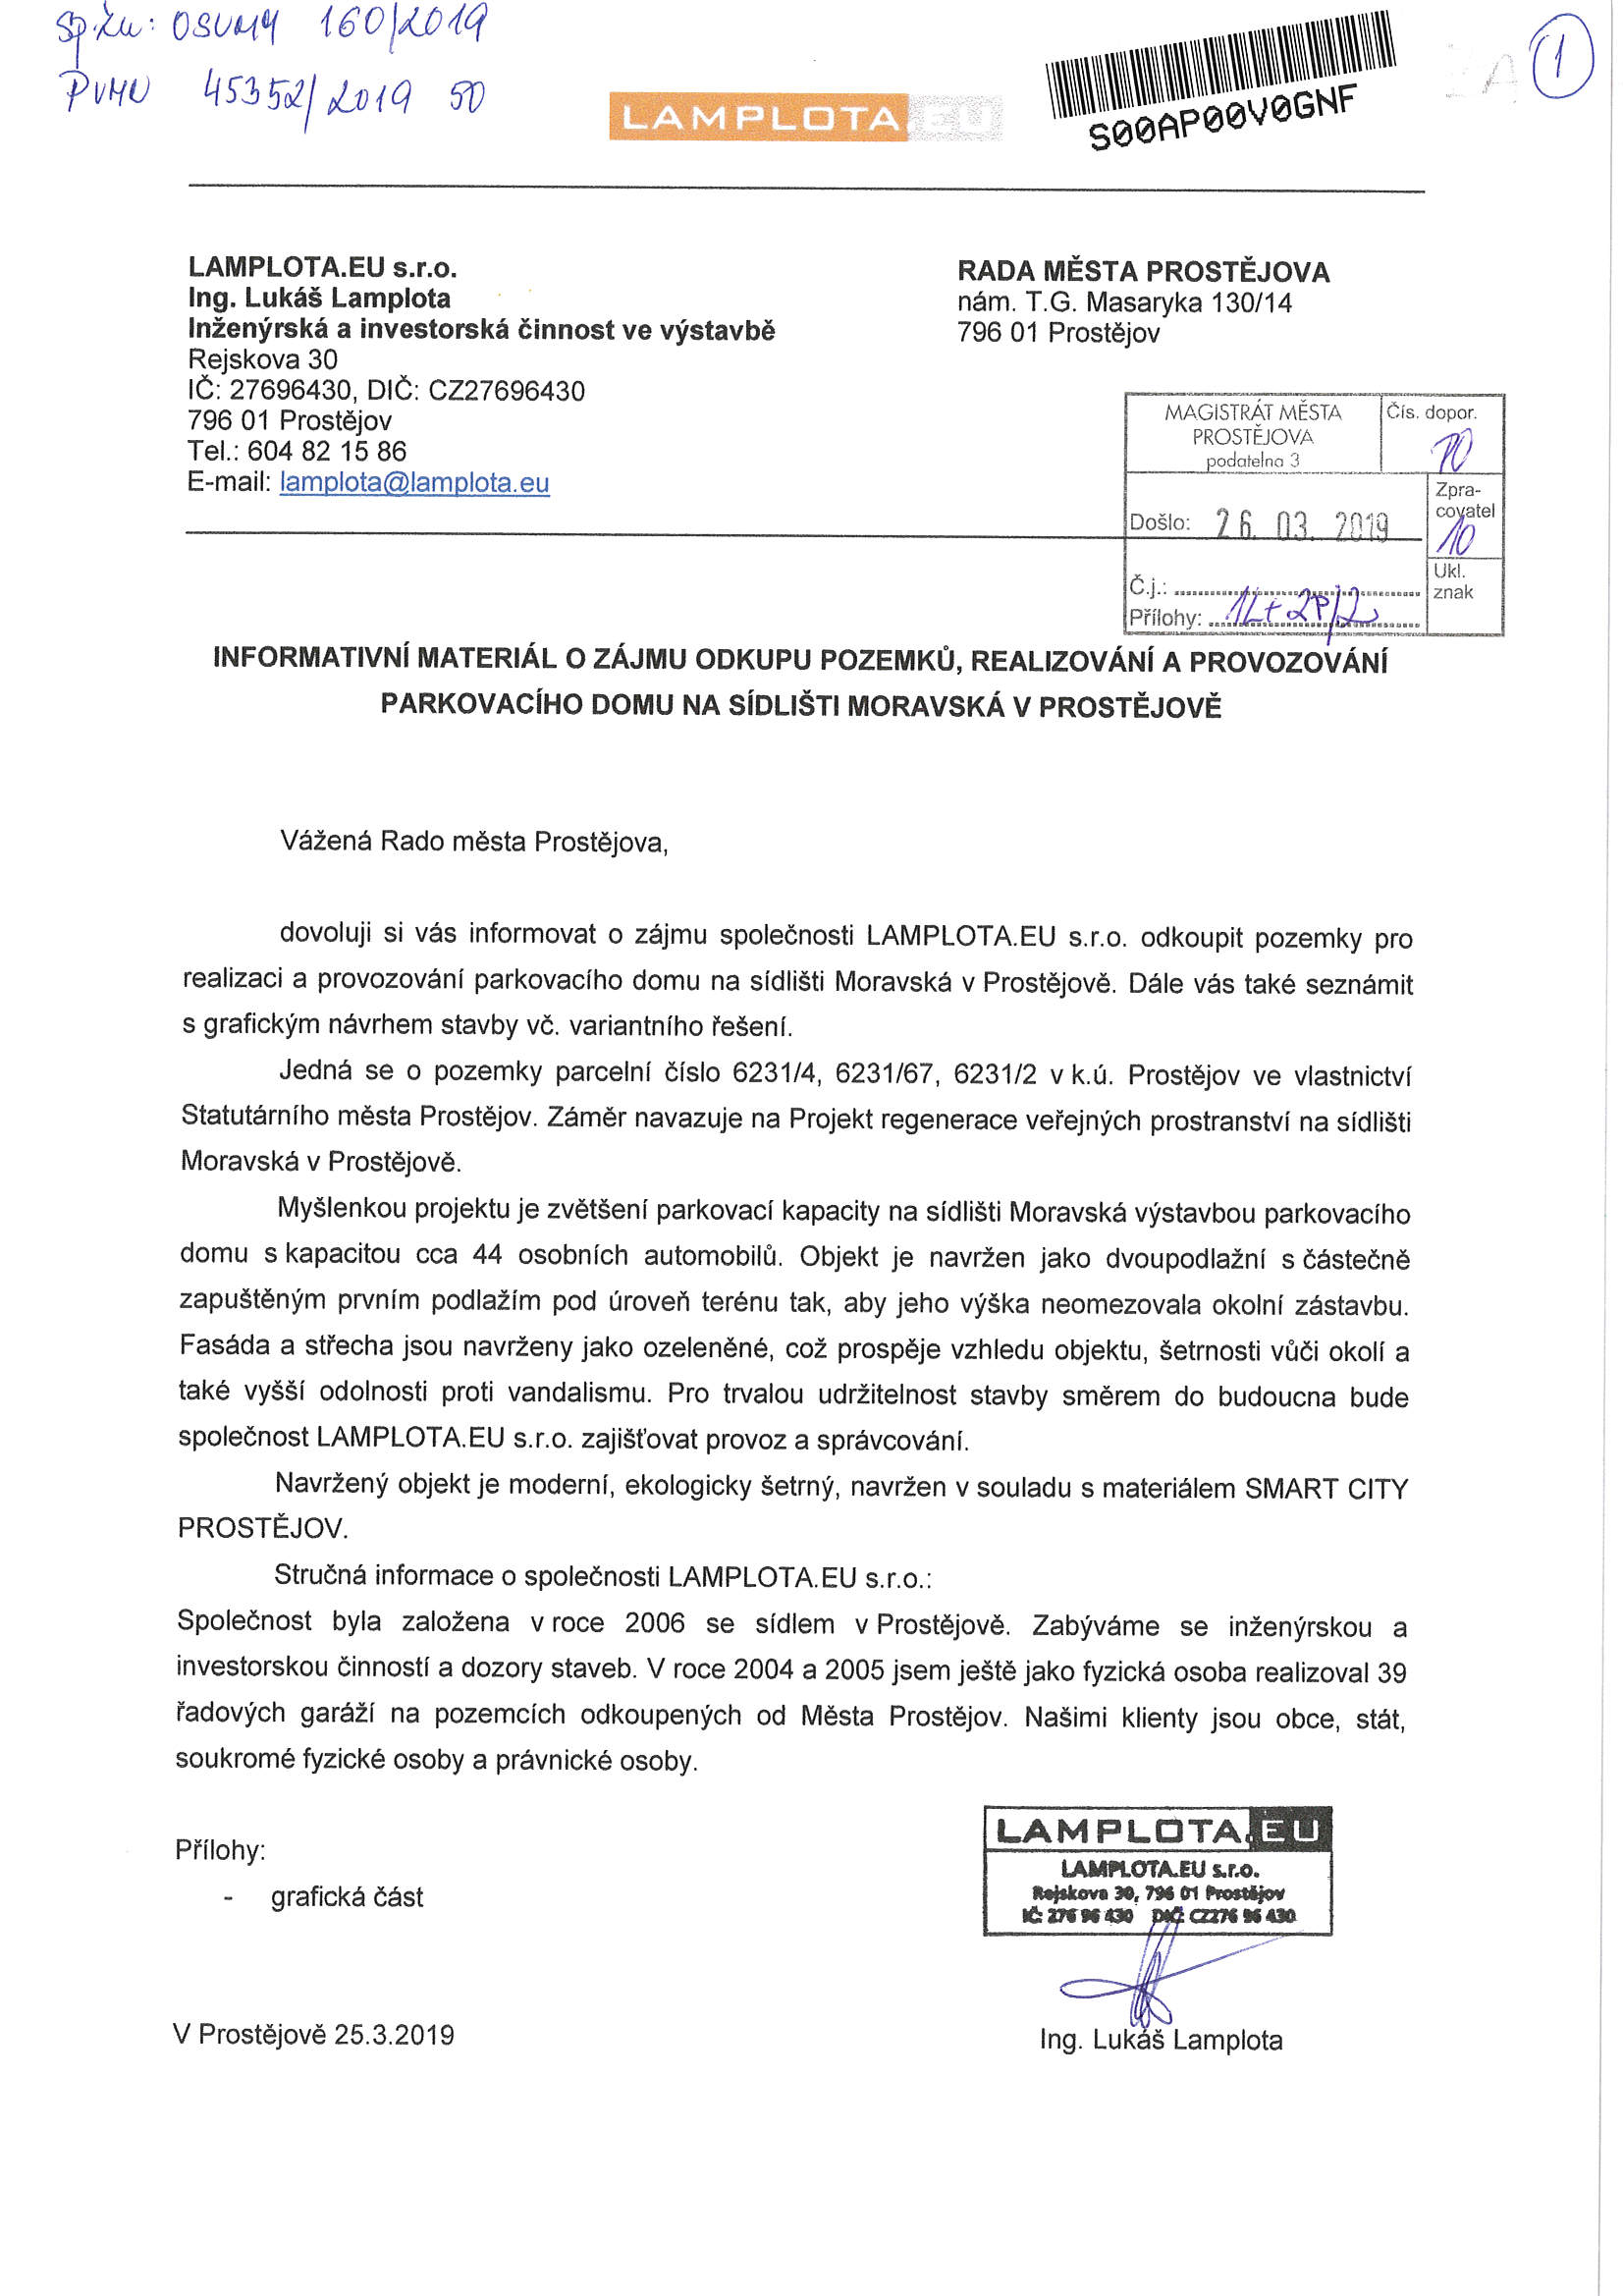 Sp.Zn: OSUMM 160/2019
PVMU 45352/2019 50
1
LAMPLOTA.EU
S00AP00V0GNF
LAMPLOTA.EU s.r.o.
Ing. Lukáš Lamplota
Inženýrská a investorská činnost ve výstavbě
Rejskova 30
IČ: 27696430, DIČ: CZ27696430
796 01 Prostějov
Tel.: 604 82 15 86
E-mail: lamplota@lamplota.eu
RADA MĚSTA PROSTĚJOVA
nám. T.G. Masaryka 130/14
796 01 Prostějov
MAGISTRÁT MĚSTA
PROSTĚJOVA
podatelna 3
Čís. dopor.
Došlo: 26. 03. 2019
Zpra-
covatel
10
Č.j.:
Přílohy:
Ukl.
znak
INFORMATIVNÍ MATERIÁL O ZÁJMU ODKUPU POZEMKŮ, REALIZOVÁNÍ A PROVOZOVÁNÍ
PARKOVACÍHO DOMU NA SÍDLIŠTI MORAVSKÁ V PROSTĚJOVĚ
Vážená Rado města Prostějova,
dovoluji si vás informovat o zájmu společnosti LAMPLOTA.EU s.r.o. odkoupit pozemky pro
realizaci a provozování parkovacího domu na sídlišti Moravská v Prostějově. Dále vás také seznámit
s grafickým návrhem stavby vč. variantního řešení.
Jedná se o pozemky parcelní číslo 6231/4, 6231/67, 6231/2 v k.ú. Prostějov ve vlastnictví
Statutárního města Prostějov. Záměr navazuje na Projekt regenerace veřejných prostranství na sídlišti
Moravská v Prostějově.
Myšlenkou projektu je zvětšení parkovací kapacity na sídlišti Moravská výstavbou parkovacího
domu s kapacitou cca 44 osobních automobilů. Objekt je navržen jako dvoupodlažní s částečně
zapuštěným prvním podlažím pod úroveň terénu tak, aby jeho výška neomezovala okolní zástavbu.
Fasáda a střecha jsou navrženy jako ozeleněné, což prospěje vzhledu objektu, šetrnosti vůči okolí a
také vyšší odolnosti proti vandalismu. Pro trvalou udržitelnost stavby směrem do budoucna bude
společnost LAMPLOTA.EU s.r.o. zajišťovat provoz a správcování.
Navržený objekt je moderní, ekologicky šetrný, navržen v souladu s materiálem SMART CITY
PROSTĚJOV.
Stručná informace o společnosti LAMPLOTA.EU s.r.o.:
Společnost byla založena v roce 2006 se sídlem v Prostějově. Zabýváme se inženýrskou a
investorskou činností a dozory staveb. V roce 2004 a 2005 jsem ještě jako fyzická osoba realizoval 39
řadových garáží na pozemcích odkoupených od Města Prostějov. Našimi klienty jsou obce, stát,
soukromé fyzické osoby a právnické osoby.
Přílohy:
- grafická část
LAMPLOTA.EU
LAMPLOTA.EU s.r.o.
Rejskova 30, 796 01 Prostějov
IČ: 276 96 430 DIČ: CZ276 96 430
V Prostějově 25.3.2019
Ing. Lukáš Lamplota